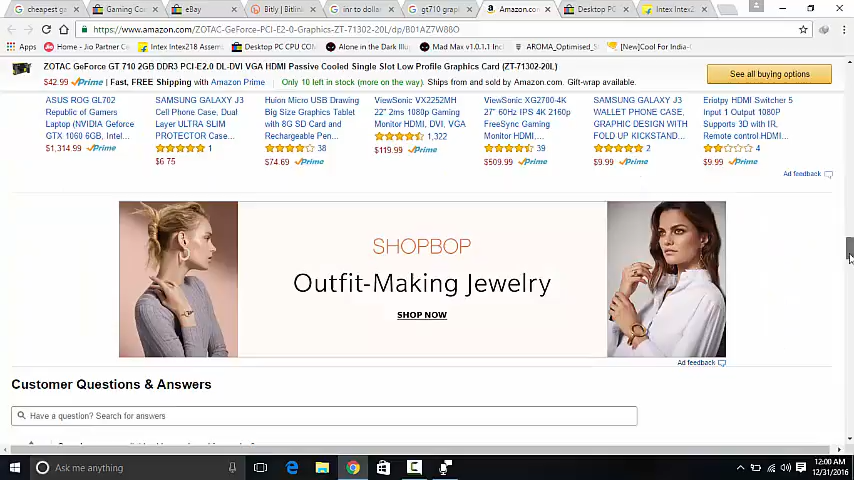 cheapest g
Gaming Co
eBay
Bitly | Bitlin
inr to dollar
gt710 grap
Amazon.co
Desktop PC
Intex Intex2
https://www.amazon.com/ZOTAC-GeForce-PCI-E2-0-Graphics-ZT-71302-20L/dp/B01AZ7W88O
Apps
Home - Jio Partner C
Intex Intex218 Assem
Desktop PC CPU COM
Alone in the Dark Illu
Mad Max v1.0.1.1 Inc
AROMA_Optimised_S
[New]Cool For India-
ZOTAC GeForce GT 710 2GB DDR3 PCI-E2.0 DL-DVI VGA HDMI Passive Cooled Single Slot Low Profile Graphics Card (ZT-71302-20L)
$42.99 Prime | Fast, FREE Shipping with Amazon Prime Only 10 left in stock (more on the way). Ships from and sold by Amazon.com. Gift-wrap available.
See all buying options
ASUS ROG GL702
Republic of Gamers
Laptop (NVIDIA Geforce
GTX 1060 6GB, Intel...
$1,314.99 Prime
SAMSUNG GALAXY J3
Cell Phone Case, Dual
Layer ULTRA SLIM
PROTECTOR Case...
1
$6.75
Huion Micro USB Drawing
Big Size Graphics Tablet
with 8G SD Card and
Rechargeable Pen...
38
$74.69 Prime
ViewSonic VX2252MH
22" 2ms 1080p Gaming
Monitor HDMI, DVI, VGA
1,322
$119.99 Prime
ViewSonic XG2700-4K
27" 60Hz IPS 4K 2160p
FreeSync Gaming
Monitor HDMI,...
39
$509.99 Prime
SAMSUNG GALAXY J3
WALLET PHONE CASE,
GRAPHIC DESIGN WITH
FOLD UP KICKSTAND...
2
$9.99 Prime
Eriotpy HDMI Switcher 5
Input 1 Output 1080P
Supports 3D with IR,
Remote control HDMI...
4
$9.99 Prime
Ad feedback
SHOPBOP
Outfit-Making Jewelry
SHOP NOW
Ad feedback
Customer Questions & Answers
Have a question? Search for answers
Ask me anything
12:00 AM
12/31/2016